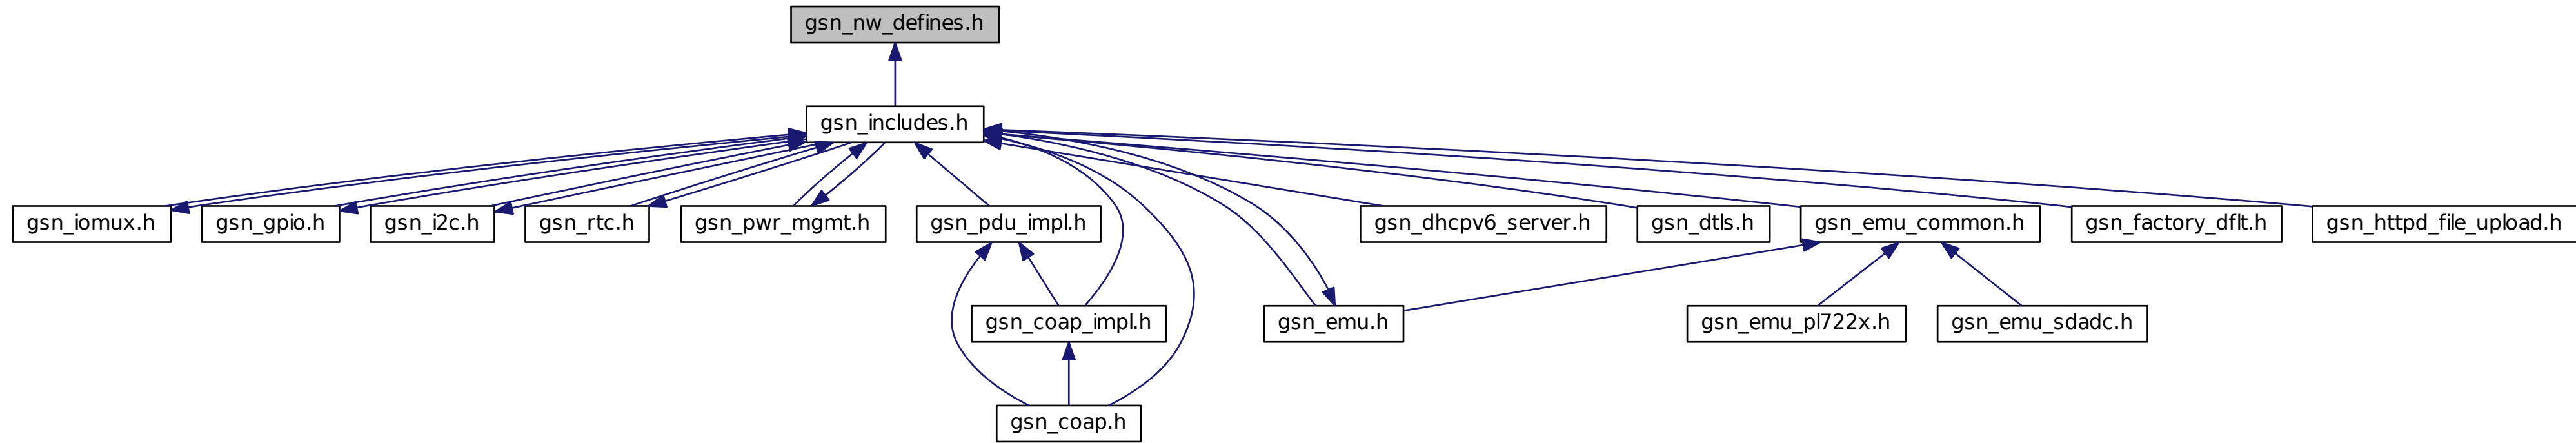 gsn_nw_defines.h
gsn_includes.h
gsn_iomux.h
gsn_gpio.h
gsn_i2c.h
gsn_rtc.h
gsn_pwr_mgmt.h
gsn_pdu_impl.h
gsn_dhcpv6_server.h
gsn_dtls.h
gsn_emu_common.h
gsn_factory_dflt.h
gsn_httpd_file_upload.h
gsn_coap_impl.h
gsn_emu.h
gsn_emu_pl722x.h
gsn_emu_sdadc.h
gsn_coap.h